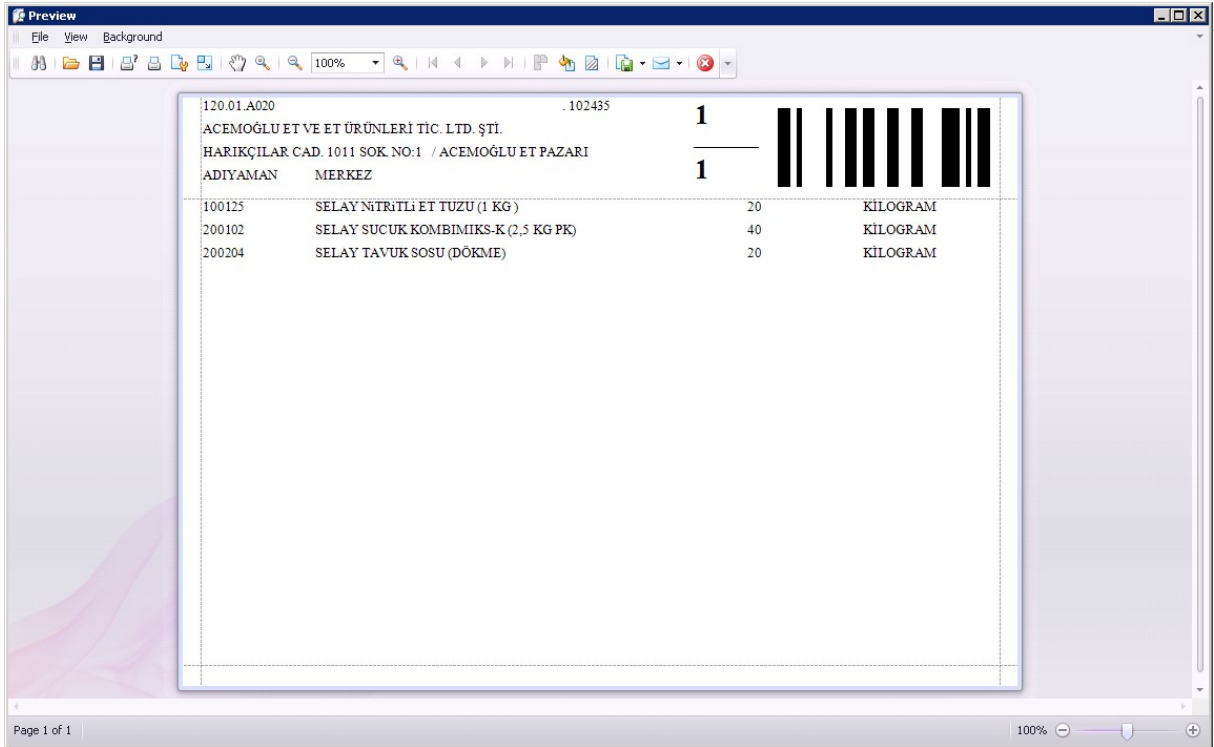 Preview
File View Background
100%
120.01.A020 . 102435
ACEMOĞLU ET VE ET ÜRÜNLERİ TİC. LTD. ŞTİ.
HARIKÇILAR CAD. 1011 SOK. NO:1 / ACEMOĞLU ET PAZARI
ADIYAMAN MERKEZ
1
1
100125 SELAY NiTRiTLi ET TUZU (1 KG ) 20 KİLOGRAM
200102 SELAY SUCUK KOMBIMIKS-K (2,5 KG PK) 40 KİLOGRAM
200204 SELAY TAVUK SOSU (DÖKME) 20 KİLOGRAM
Page 1 of 1 100%